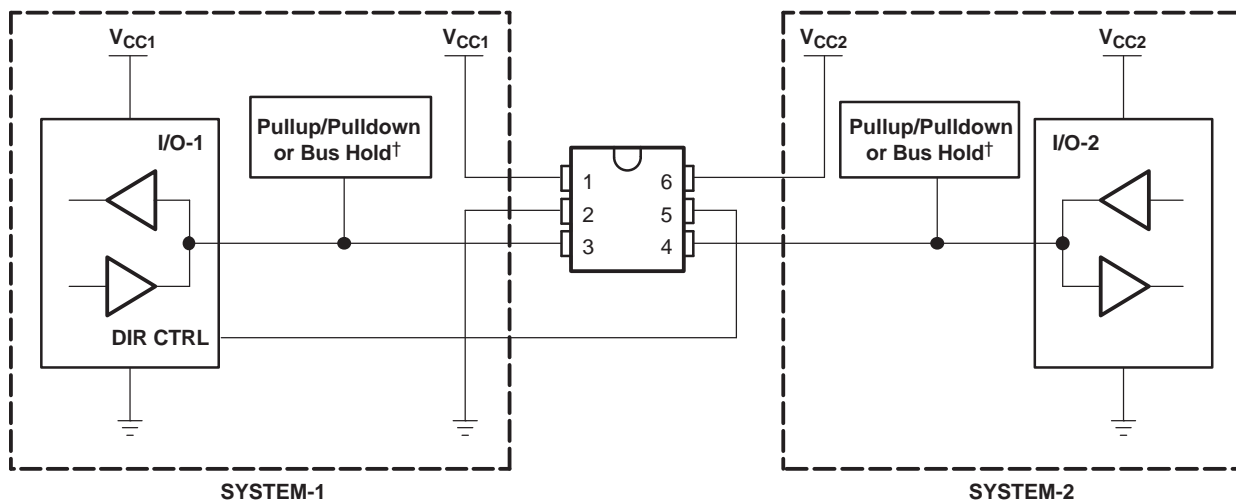 VCC1
VCC1
VCC2
VCC2
I/O-1
Pullup/Pulldown
or Bus Hold†
Pullup/Pulldown
or Bus Hold†
I/O-2
1
6
2
5
3
4
DIR CTRL
SYSTEM-1
SYSTEM-2